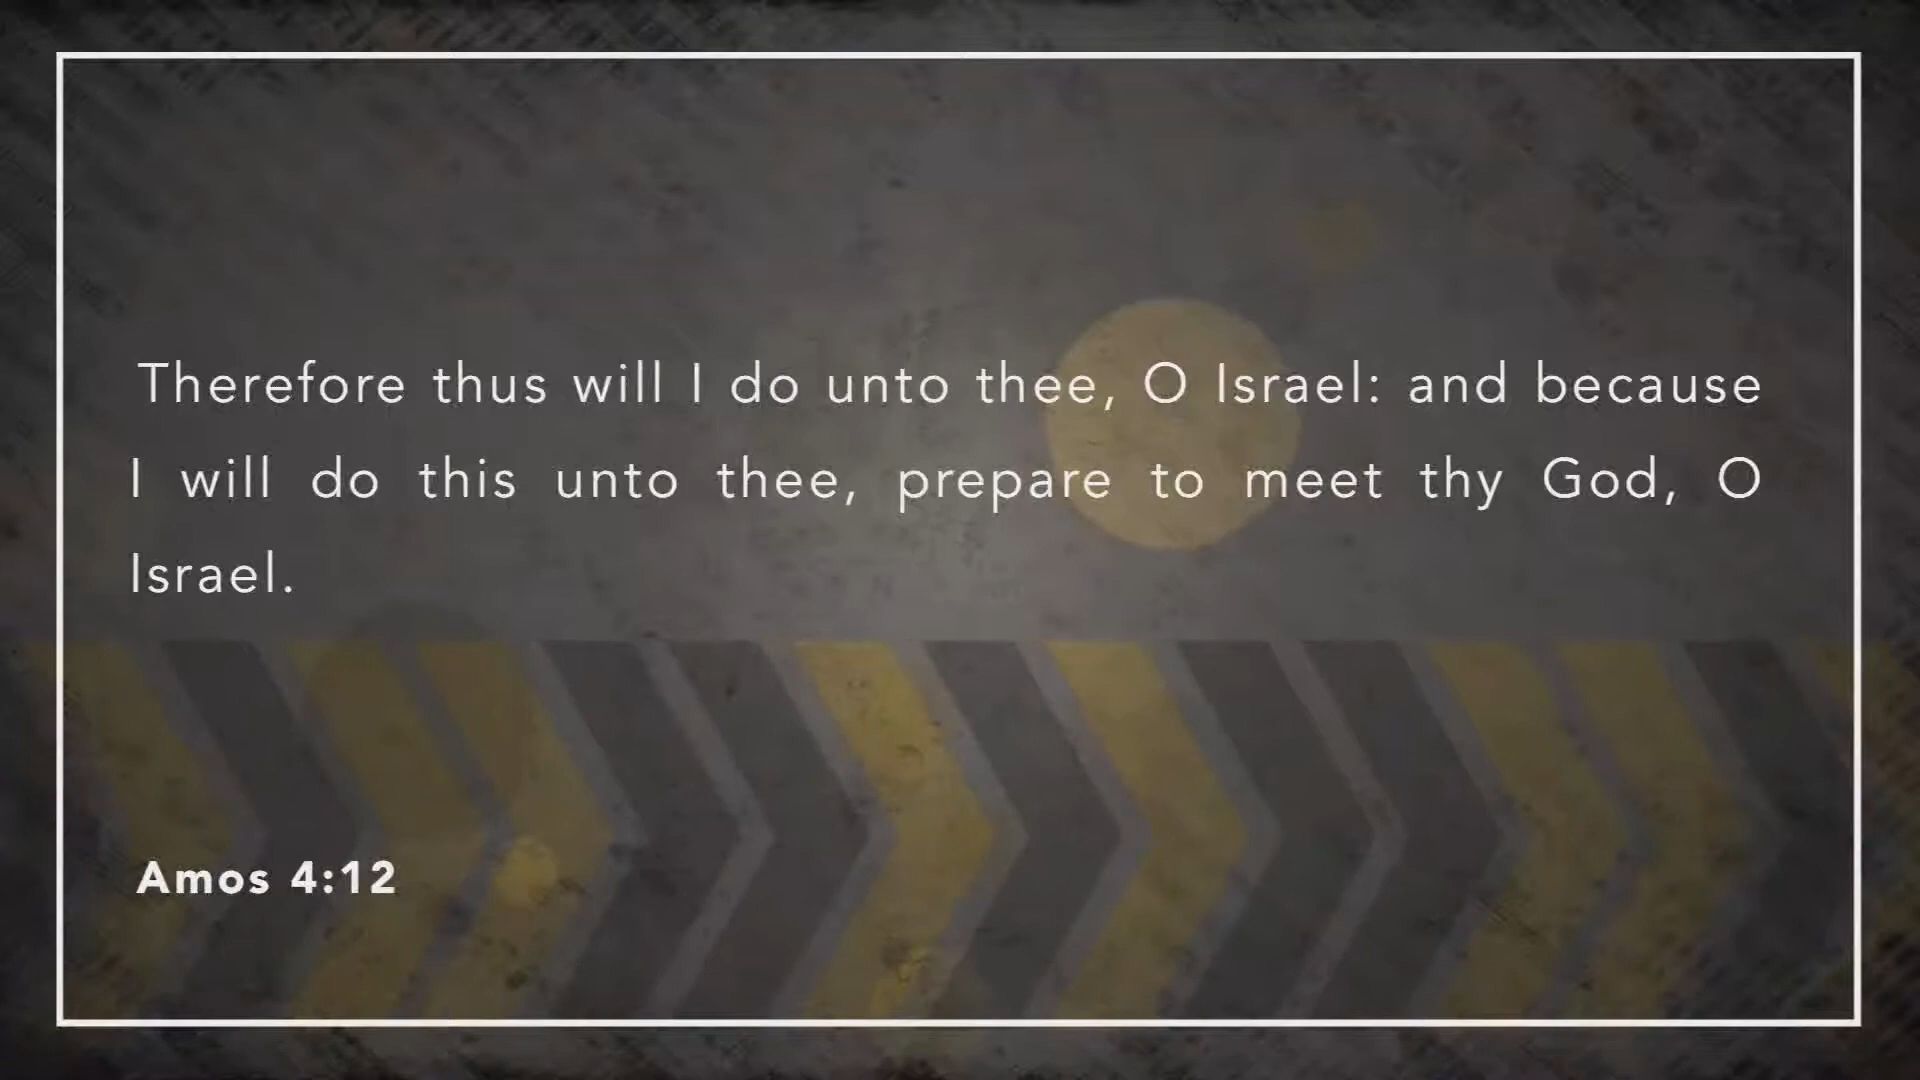 Therefore thus will I do unto thee, O Israel: and because
I will do this unto thee, prepare to meet thy God, O
Israel.
Amos 4:12